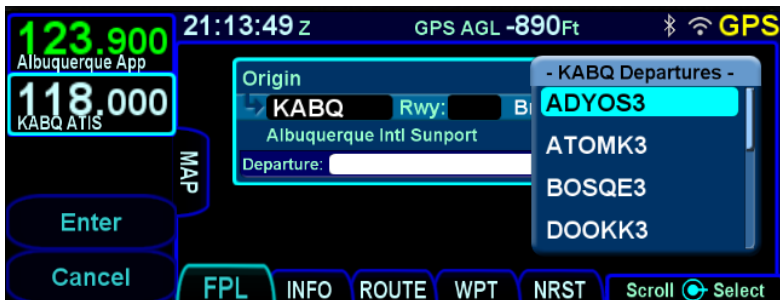 123.900
Albuquerque App
118.000
KABQ ATIS
Enter
Cancel
21:13:49 Z GPS AGL -890Ft GPS
MAP
Origin
KABQ Rwy: B
Albuquerque Intl Sunport
Departure:
- KABQ Departures -
ADYOS3
ATOMK3
BOSQE3
DOOKK3
FPL INFO ROUTE WPT NRST Scroll Select